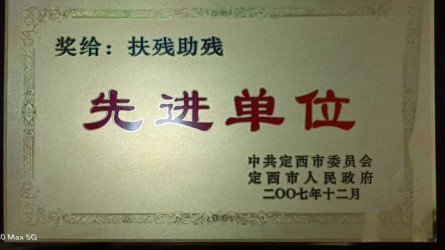 奖给：扶残助残
先进单位
中共定西市委员会
定西市人民政府
二〇〇七年十二月
0 Max 5G